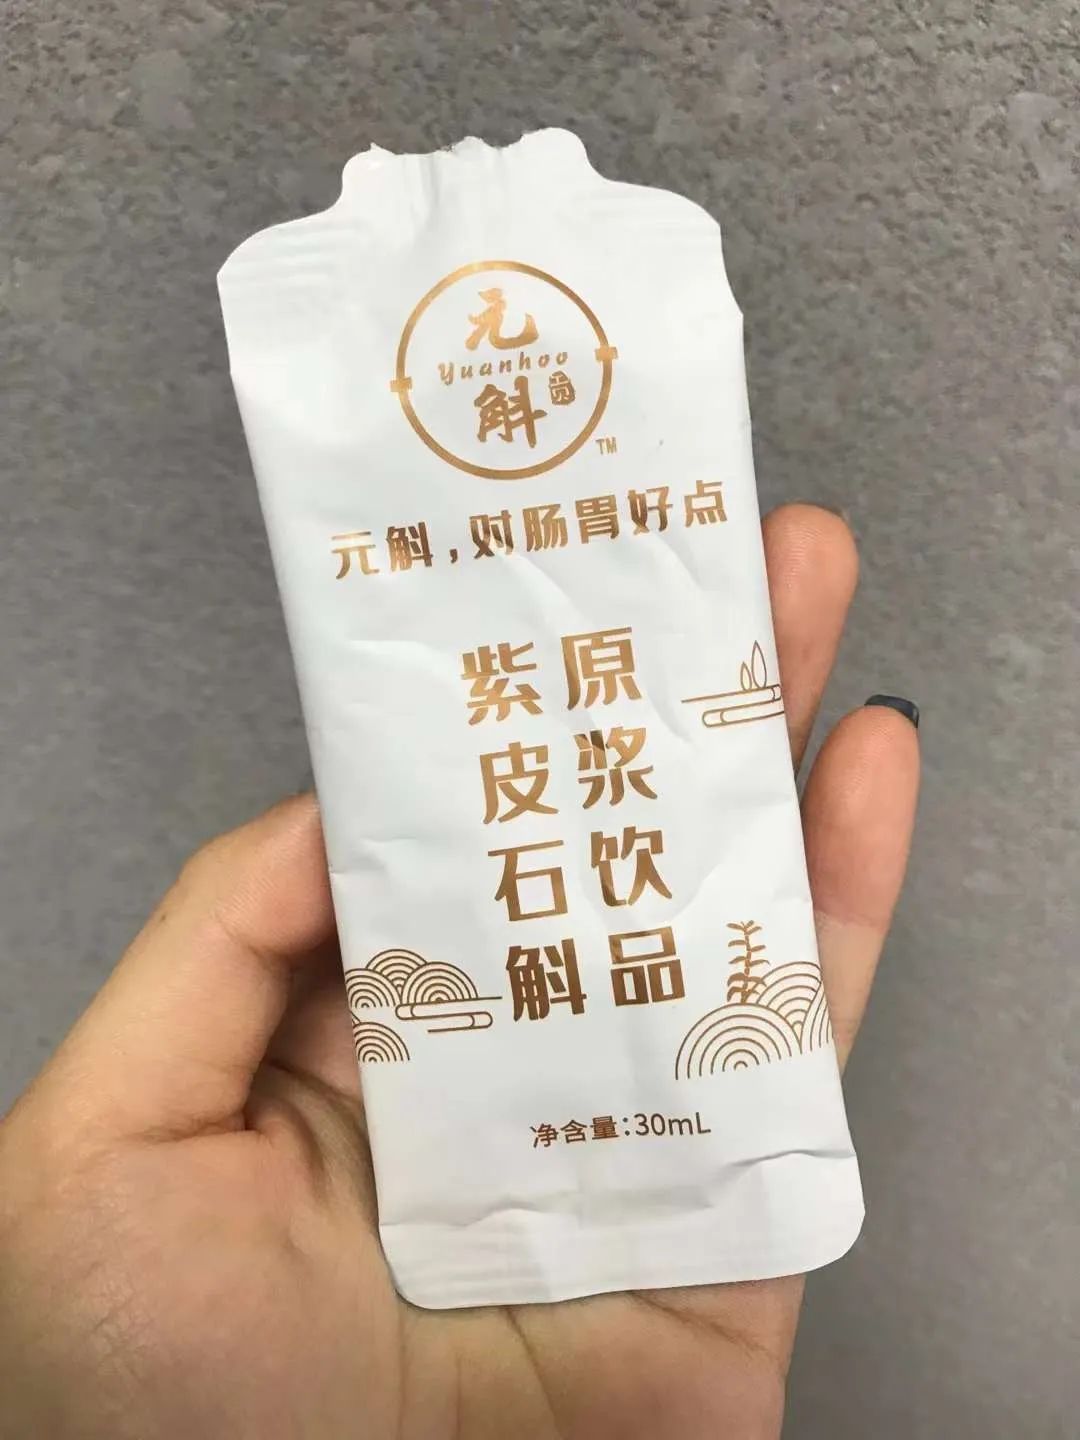 元
Yuanhoo
斛
TM
元斛，对肠胃好点
紫皮石斛
原浆饮品
净含量:30mL